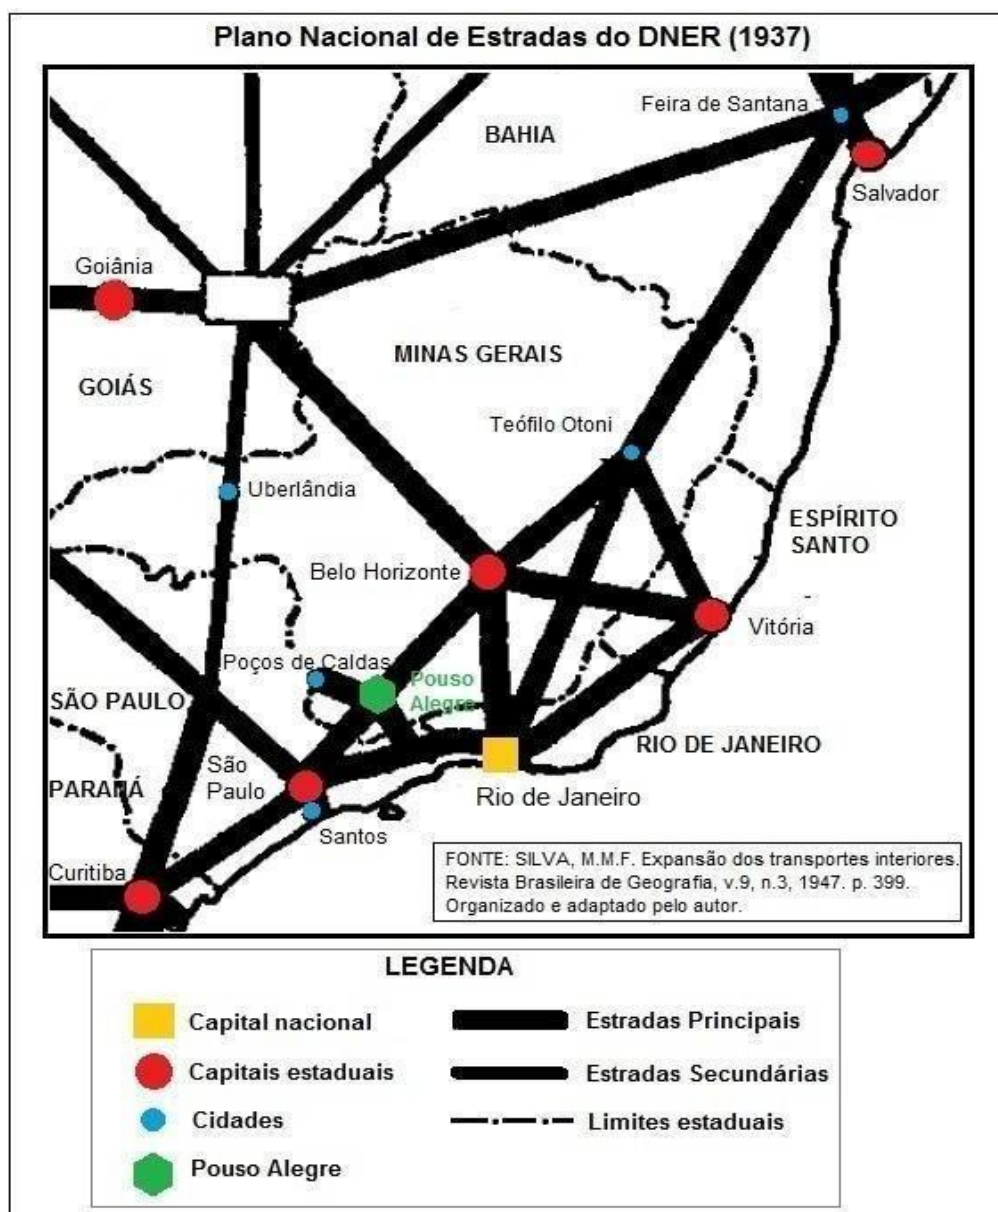 Plano Nacional de Estradas do DNER (1937)
Feira de Santana
BAHIA
Salvador
Goiânia
MINAS GERAIS
GOIÁS
Teófilo Otoni
Uberlândia
ESPÍRITO
SANTO
Belo Horizonte
Vitória
Poços de Caldas
Pouso
Alegre
SÃO PAULO
RIO DE JANEIRO
São
Paulo
PARANÁ
Rio de Janeiro
Santos
Curitiba
FONTE: SILVA, M.M.F. Expansão dos transportes interiores.
Revista Brasileira de Geografia, v.9, n.3, 1947. p. 399.
Organizado e adaptado pelo autor.
LEGENDA
Capital nacional
Estradas Principais
Capitais estaduais
Estradas Secundárias
Cidades
Limites estaduais
Pouso Alegre